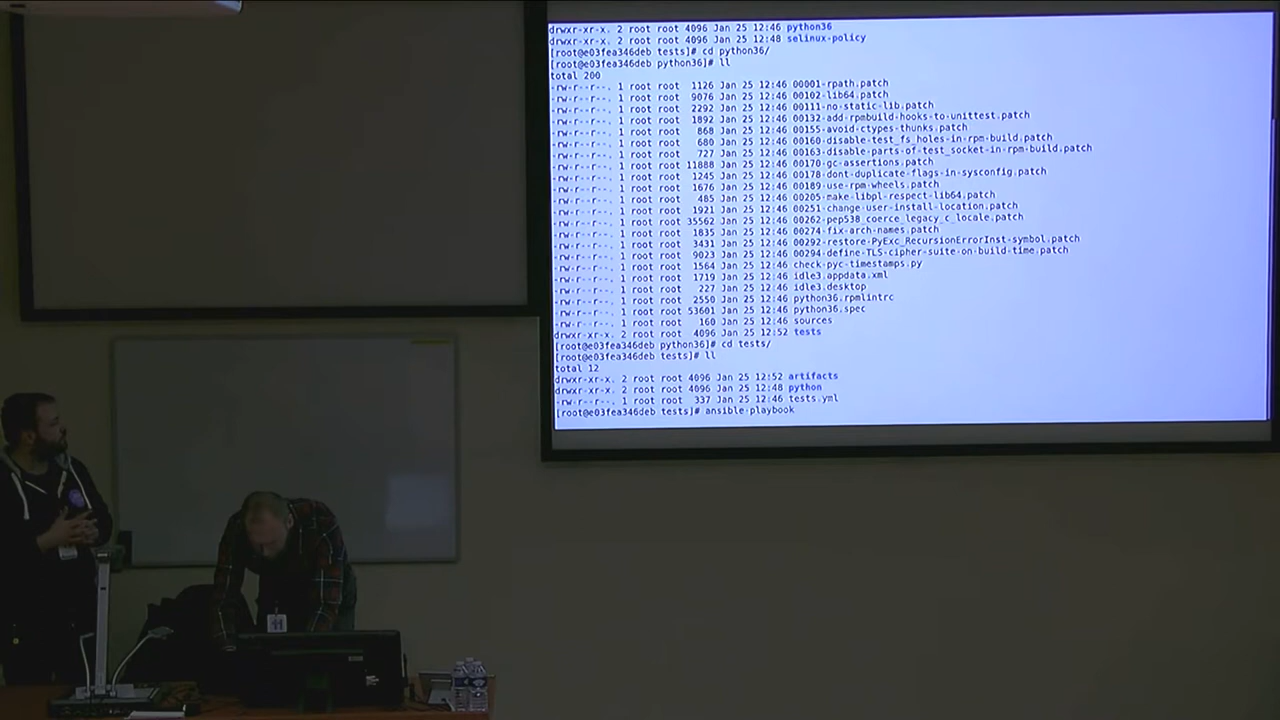 drwxr-xr-x. 2 root root 4096 Jan 25 12:46 python36
drwxr-xr-x. 2 root root 4096 Jan 25 12:48 selinux-policy
[root@e03fea346deb tests]# cd python36/
[root@e03fea346deb python36]# ll
total 200
-rw-r--r--. 1 root root 1126 Jan 25 12:46 00001-rpath.patch
-rw-r--r--. 1 root root 9076 Jan 25 12:46 00102-lib64.patch
-rw-r--r--. 1 root root 2292 Jan 25 12:46 00111-no-static-lib.patch
-rw-r--r--. 1 root root 1892 Jan 25 12:46 00132-add-rpmbuild-hooks-to-unittest.patch
-rw-r--r--. 1 root root 868 Jan 25 12:46 00155-avoid-ctypes-thunks.patch
-rw-r--r--. 1 root root 680 Jan 25 12:46 00160-disable-test_fs_holes-in-rpm-build.patch
-rw-r--r--. 1 root root 727 Jan 25 12:46 00163-disable-parts-of-test_socket-in-rpm-build.patch
-rw-r--r--. 1 root root 11888 Jan 25 12:46 00170-gc-assertions.patch
-rw-r--r--. 1 root root 1245 Jan 25 12:46 00178-dont-duplicate-flags-in-sysconfig.patch
-rw-r--r--. 1 root root 1676 Jan 25 12:46 00189-use-rpm-wheels.patch
-rw-r--r--. 1 root root 485 Jan 25 12:46 00205-make-libpl-respect-lib64.patch
-rw-r--r--. 1 root root 1921 Jan 25 12:46 00251-change-user-install-location.patch
-rw-r--r--. 1 root root 35562 Jan 25 12:46 00262-pep538_coerce_legacy_c_locale.patch
-rw-r--r--. 1 root root 1835 Jan 25 12:46 00274-fix-arch-names.patch
-rw-r--r--. 1 root root 3431 Jan 25 12:46 00292-restore-PyExc_RecursionErrorInst-symbol.patch
-rw-r--r--. 1 root root 9023 Jan 25 12:46 00294-define-TLS-cipher-suite-on-build-time.patch
-rw-r--r--. 1 root root 1564 Jan 25 12:46 check-pyc-timestamps.py
-rw-r--r--. 1 root root 1719 Jan 25 12:46 idle3.appdata.xml
-rw-r--r--. 1 root root 227 Jan 25 12:46 idle3.desktop
-rw-r--r--. 1 root root 2550 Jan 25 12:46 python36.rpmlintrc
-rw-r--r--. 1 root root 53601 Jan 25 12:46 python36.spec
-rw-r--r--. 1 root root 160 Jan 25 12:46 sources
drwxr-xr-x. 2 root root 4096 Jan 25 12:52 tests
[root@e03fea346deb python36]# cd tests/
[root@e03fea346deb tests]# ll
total 12
drwxr-xr-x. 2 root root 4096 Jan 25 12:52 artifacts
drwxr-xr-x. 2 root root 4096 Jan 25 12:48 python
-rw-r--r--. 1 root root 337 Jan 25 12:46 tests.yml
[root@e03fea346deb tests]# ansible-playbook